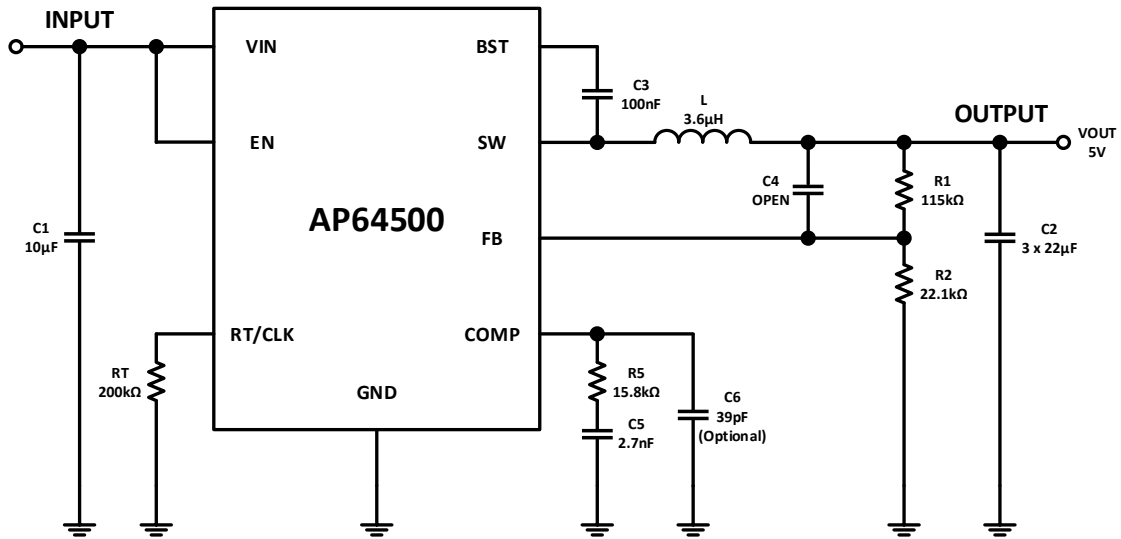 INPUT
VIN
BST
C3
100nF
L
3.6µH
OUTPUT
VOUT
5V
EN
SW
C4
OPEN
R1
115kΩ
AP64500
C1
10µF
FB
C2
3 x 22µF
R2
22.1kΩ
RT/CLK
COMP
RT
200kΩ
GND
R5
15.8kΩ
C6
39pF
(Optional)
C5
2.7nF